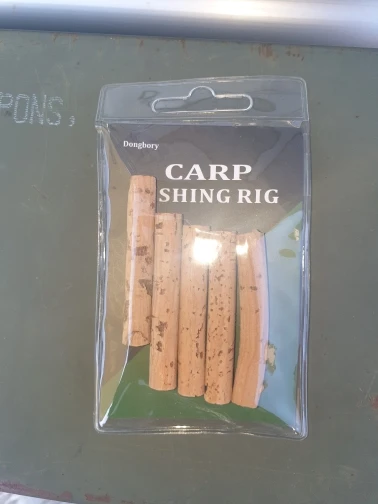 PONS,
Dongbory
CARP
SHING RIG